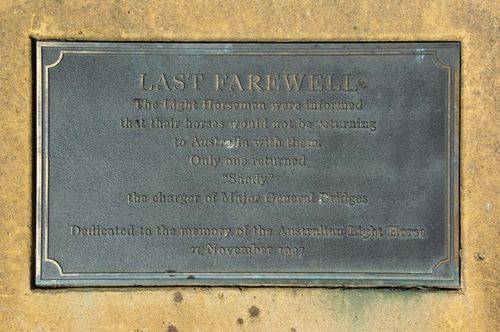 LAST FAREWELL
The Light Horsemen were informed
that their horses would not be returning
to Australia with them.
Only one returned
"Sandy"
the charger of Major General Bridges
Dedicated to the memory of the Australian Light Horse
11 November 2007